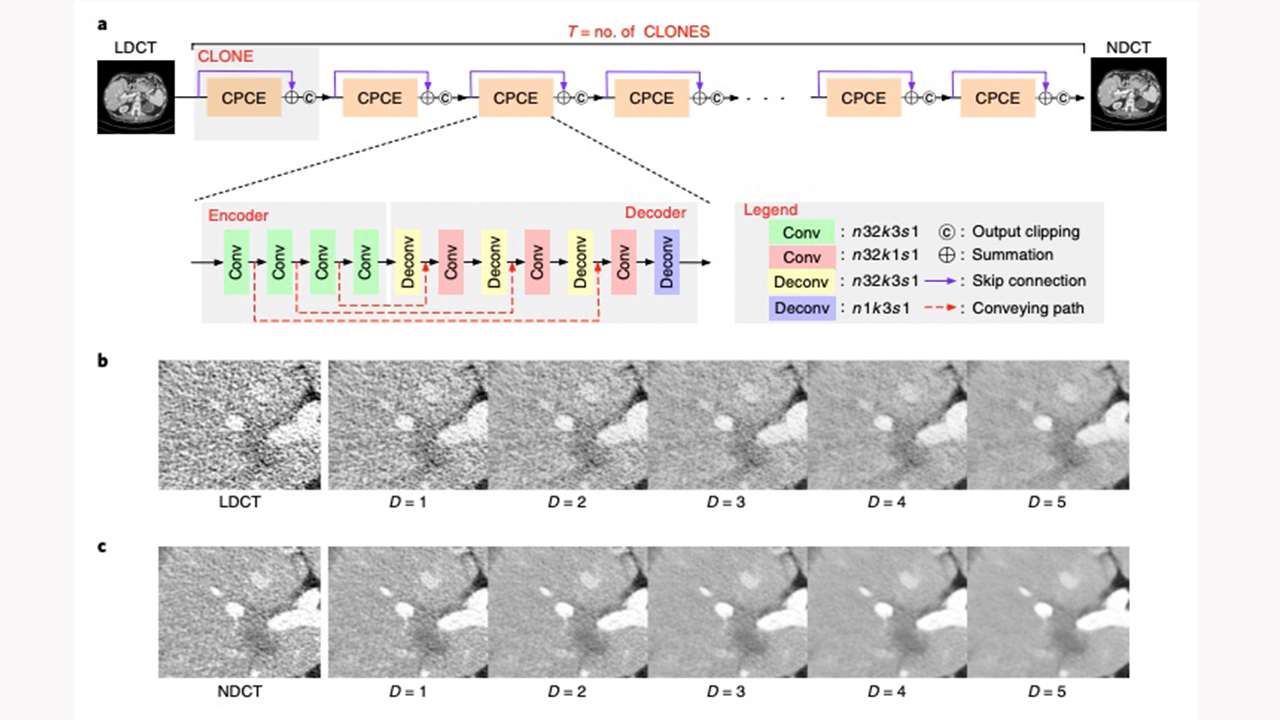 a
T = no. of CLONES
LDCT
NDCT
CLONE
CPCE ⊕ © CPCE ⊕ © CPCE ⊕ © CPCE ⊕ © · · · CPCE ⊕ © CPCE ⊕ ©
Encoder
Decoder
Conv Conv Conv Conv Deconv Conv Deconv Conv Deconv Conv Deconv
Legend
Conv : n32k3s1 © : Output clipping
Conv : n32k1s1 ⊕ : Summation
Deconv : n32k3s1 : Skip connection
Deconv : n1k3s1 : Conveying path
b
LDCT D = 1 D = 2 D = 3 D = 4 D = 5
c
NDCT D = 1 D = 2 D = 3 D = 4 D = 5